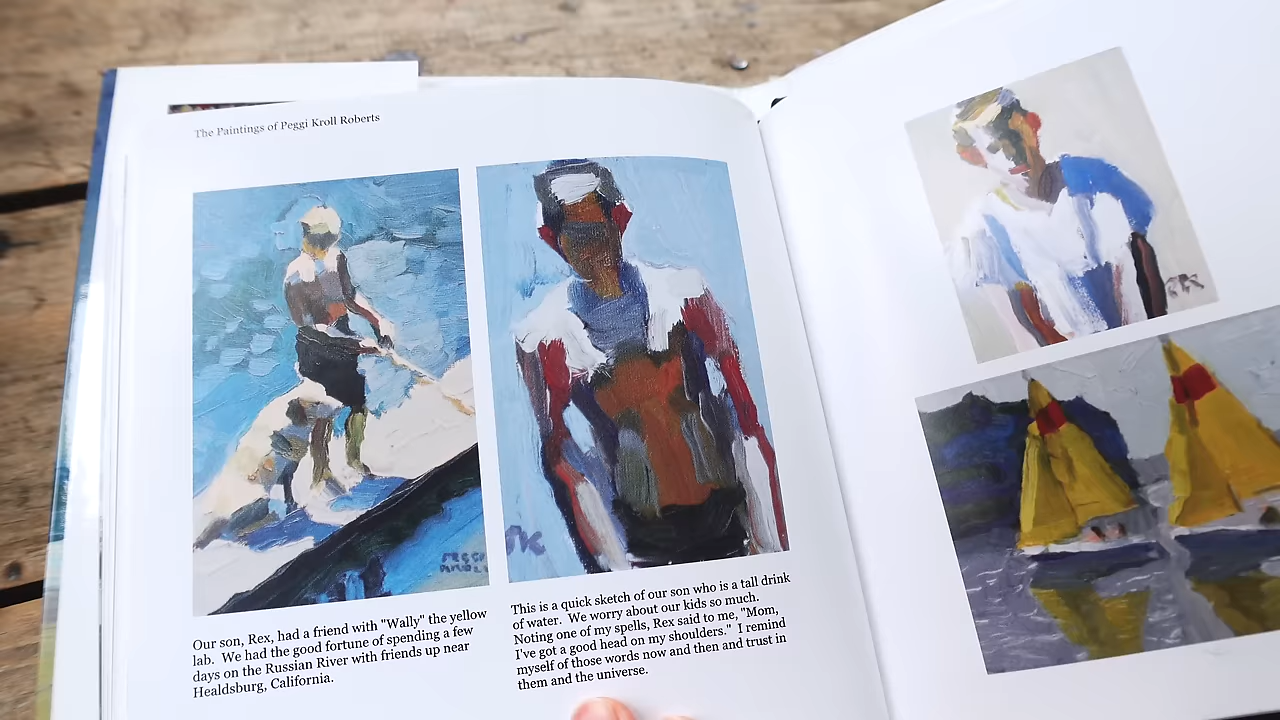 The Paintings of Peggi Kroll Roberts
Our son, Rex, had a friend with "Wally" the yellow
lab. We had the good fortune of spending a few
days on the Russian River with friends up near
Healdsburg, California.
This is a quick sketch of our son who is a tall drink
of water. We worry about our kids so much.
Noting one of my spells, Rex said to me, "Mom,
I've got a good head on my shoulders." I remind
myself of those words now and then and trust in
them and the universe.